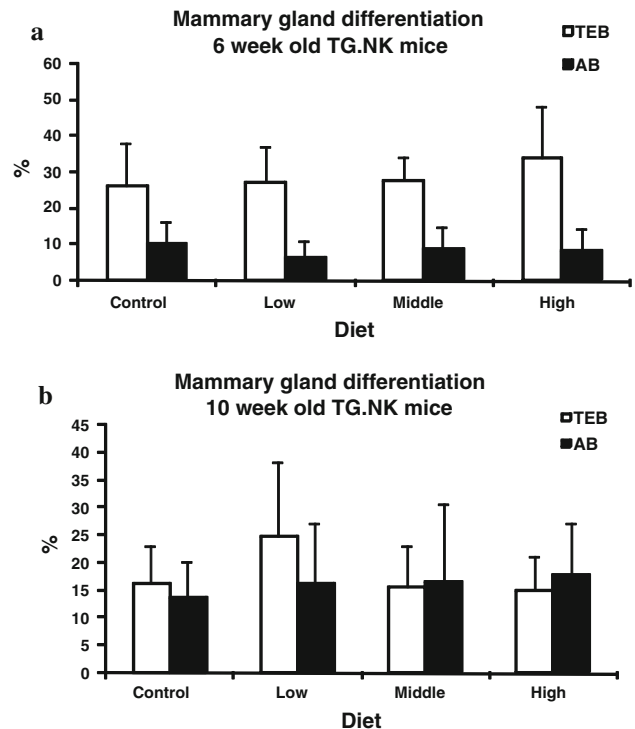 a
Mammary gland differentiation
6 week old TG.NK mice
TEB
AB
60
50
40
30
20
10
0
%
Control Low Middle High
Diet
b
Mammary gland differentiation
10 week old TG.NK mice
TEB
AB
45
40
35
30
25
20
15
10
5
0
%
Control Low Middle High
Diet